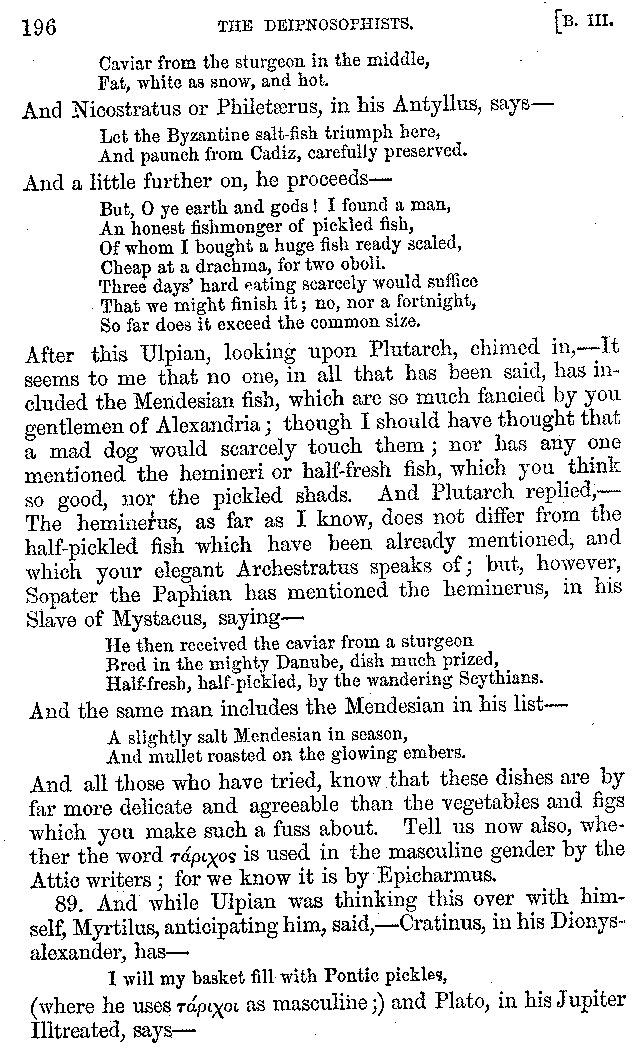 196 THE DEIPNOSOPHISTS. [B. III.
Caviar from the sturgeon in the middle,
Fat, white as snow, and hot.
And Nicostratus or Philetærus, in his Antyllus, says—
Let the Byzantine salt-fish triumph here,
And paunch from Cadiz, carefully preserved.
And a little further on, he proceeds—
But, O ye earth and gods! I found a man,
An honest fishmonger of pickled fish,
Of whom I bought a huge fish ready scaled,
Cheap at a drachma, for two oboli.
Three days' hard eating scarcely would suffice
That we might finish it; no, nor a fortnight,
So far does it exceed the common size.
After this Ulpian, looking upon Plutarch, chimed in,—It
seems to me that no one, in all that has been said, has in-
cluded the Mendesian fish, which are so much fancied by you
gentlemen of Alexandria; though I should have thought that
a mad dog would scarcely touch them; nor has any one
mentioned the hemineri or half-fresh fish, which you think
so good, nor the pickled shads. And Plutarch replied,—
The heminerus, as far as I know, does not differ from the
half-pickled fish which have been already mentioned, and
which your elegant Archestratus speaks of; but, however,
Sopater the Paphian has mentioned the heminerus, in his
Slave of Mystacus, saying—
He then received the caviar from a sturgeon
Bred in the mighty Danube, dish much prized,
Half-fresh, half-pickled, by the wandering Scythians.
And the same man includes the Mendesian in his list—
A slightly salt Mendesian in season,
And mullet roasted on the glowing embers.
And all those who have tried, know that these dishes are by
far more delicate and agreeable than the vegetables and figs
which you make such a fuss about. Tell us now also, whe-
ther the word τάριχος is used in the masculine gender by the
Attic writers; for we know it is by Epicharmus.
89. And while Ulpian was thinking this over with him-
self, Myrtilus, anticipating him, said,—Cratinus, in his Dionys-
alexander, has—
I will my basket fill with Pontic pickles,
(where he uses τάριχοι as masculine;) and Plato, in his Jupiter
Illtreated, says—